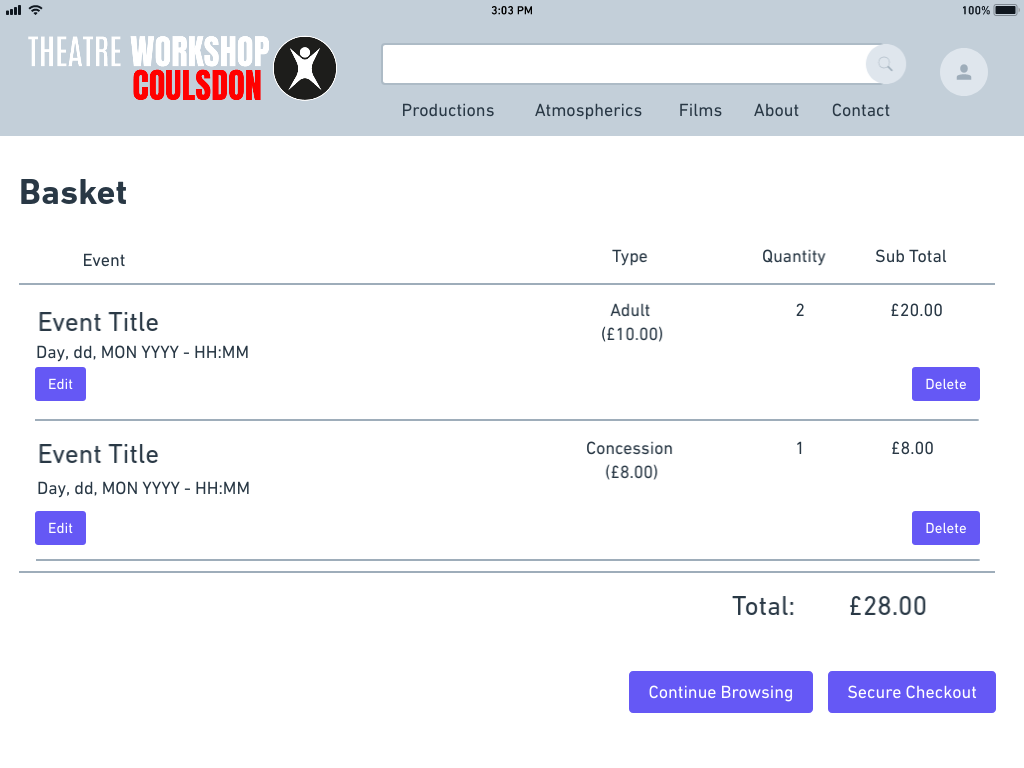 3:03 PM
100%
THEATRE WORKSHOP
COULSDON
Productions Atmospherics Films About Contact
Basket
Event Type Quantity Sub Total
Event Title Adult 2 £20.00
(£10.00)
Day, dd, MON YYYY - HH:MM
Edit Delete
Event Title Concession 1 £8.00
(£8.00)
Day, dd, MON YYYY - HH:MM
Edit Delete
Total: £28.00
Continue Browsing Secure Checkout